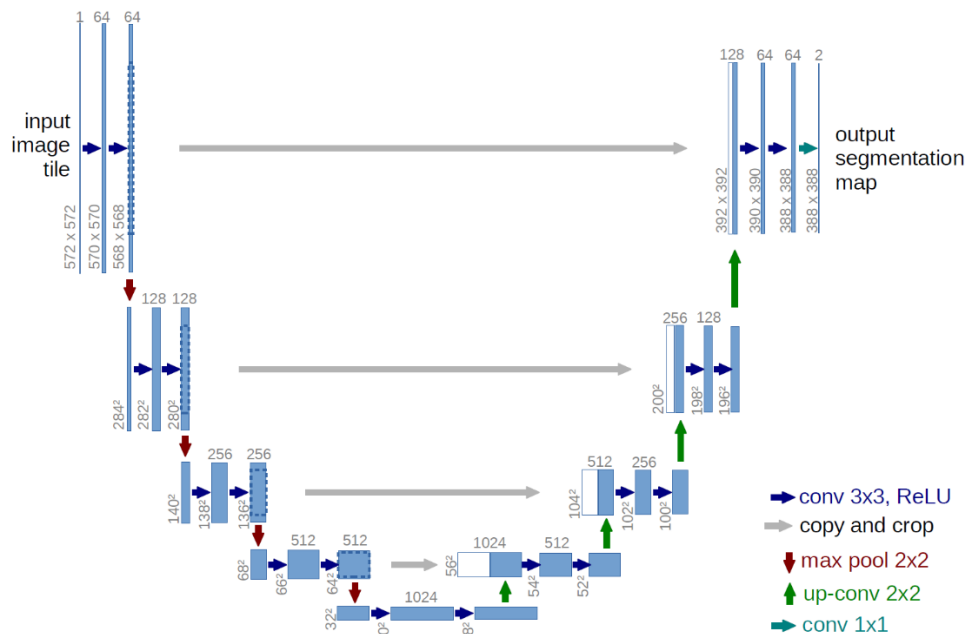 1 64 64
128 64 64 2
input
image
tile
output
segmentation
map
572 x 572
570 x 570
568 x 568
392 x 392
390 x 390
388 x 388
388 x 388
128 128
256 128
284²
282²
280²
200²
198²
196²
256 256
512 256
140²
138²
136²
104²
102²
100²
512 512
1024 512
68²
66²
64²
56²
54²
52²
1024
32²
conv 3x3, ReLU
copy and crop
max pool 2x2
up-conv 2x2
conv 1x1